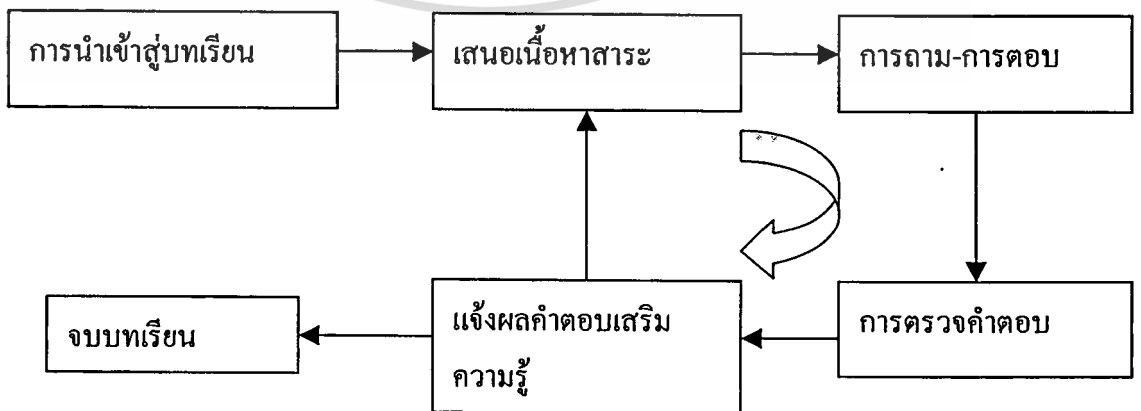 การนำเข้าสู่บทเรียน
เสนอเนื้อหาสาระ
การถาม-การตอบ
การตรวจคำตอบ
แจ้งผลคำตอบเสริม
ความรู้
จบบทเรียน